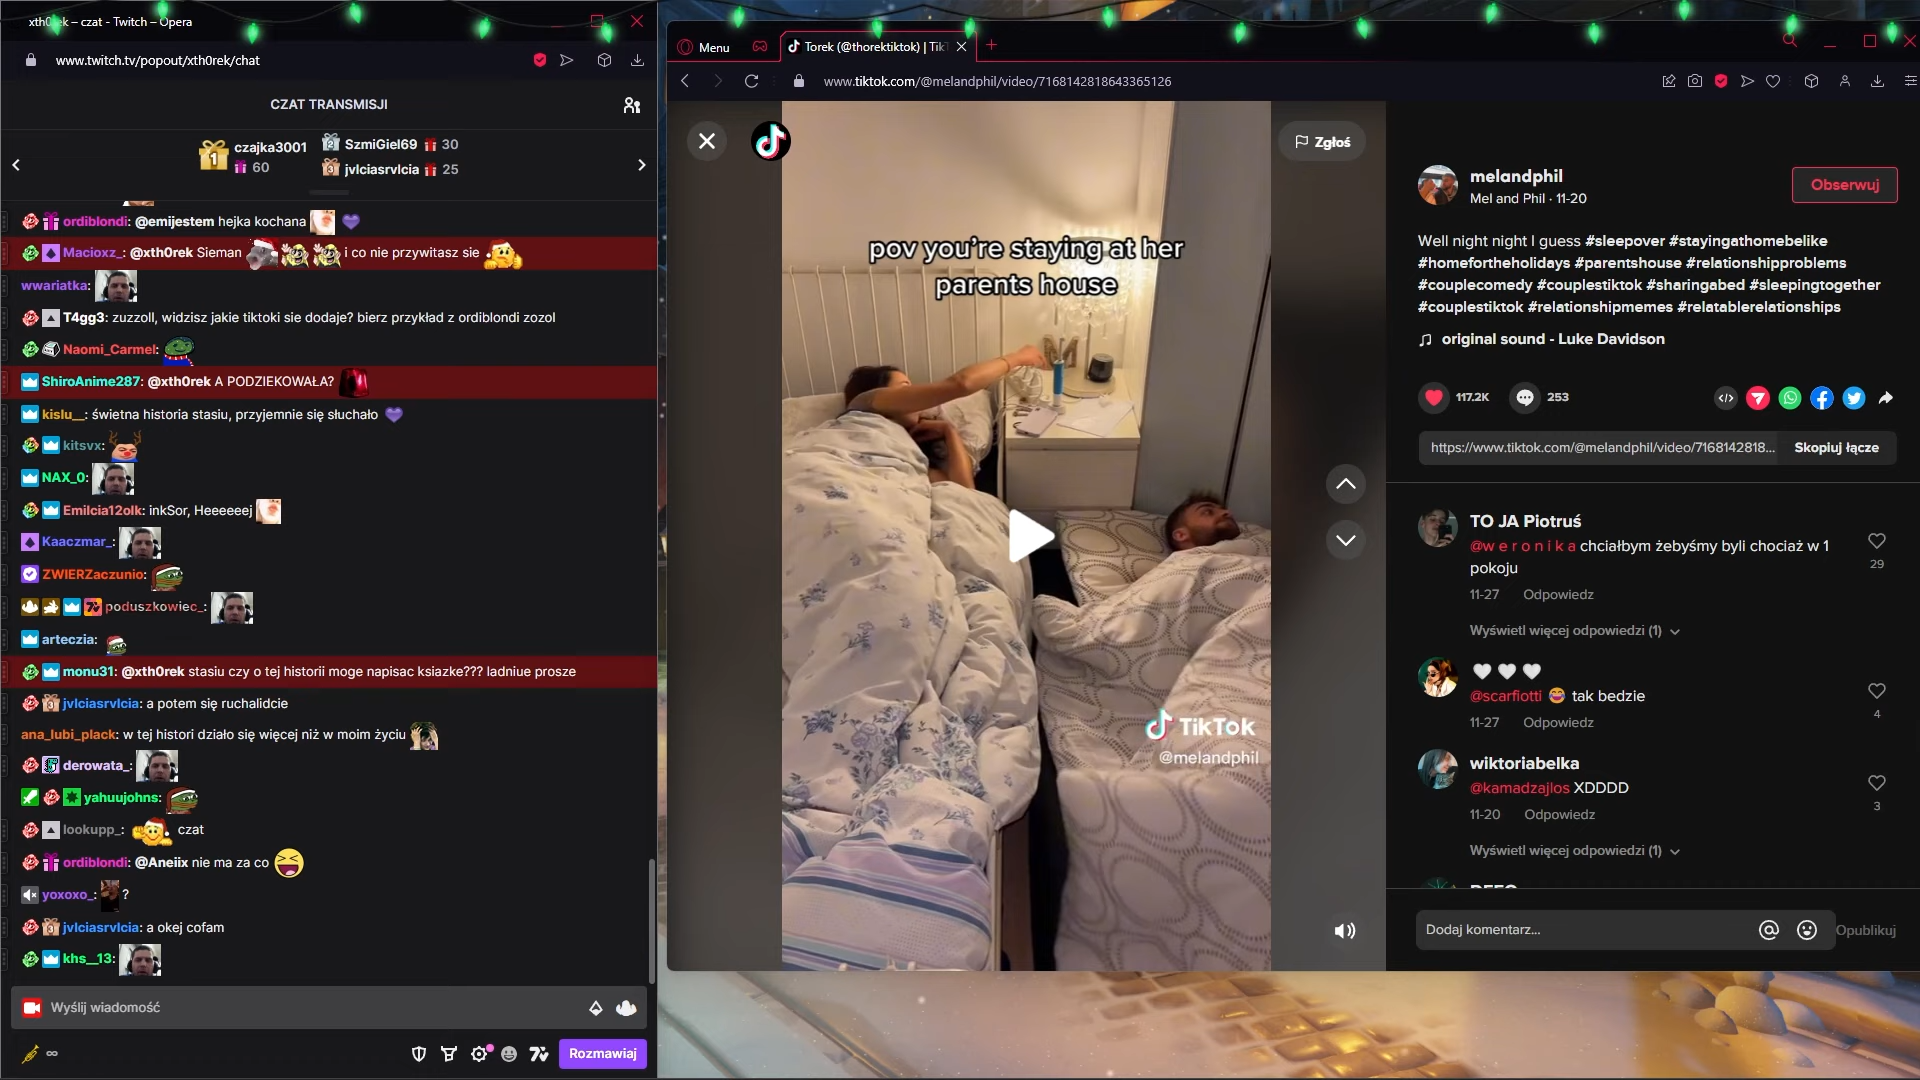 xth0rek – czat - Twitch – Opera
www.twitch.tv/popout/xth0rek/chat
CZAT TRANSMISJI
czajka3001
60
SzmiGiel69 30
jvlciasrvlcia 25
ordiblondi: @emijestem hejka kochana
Macioxz_: @xth0rek Sieman i co nie przywitasz sie
wwariatka:
T4gg3: zuzzoll, widzisz jakie tiktoki sie dodaje? bierz przykład z ordiblondi zozol
Naomi_Carmel:
ShiroAnime287: @xth0rek A PODZIEKOWAŁA?
kislu__: świetna historia stasiu, przyjemnie się słuchało
kitsvx:
NAX_0:
Emilcia12olk: inkSor, Heeeeeej
Kaaczmar_:
ZWIERZaczunio:
poduszkowiec_:
arteczia:
monu31: @xth0rek stasiu czy o tej historii moge napisac ksiazke??? ladniue prosze
jvlciasrvlcia: a potem się ruchalidcie
ana_lubi_plack: w tej histori działo się więcej niż w moim życiu
derowata_:
yahuujohns:
lookupp_: czat
ordiblondi: @Aneiix nie ma za co
yoxoxo_: ?
jvlciasrvlcia: a okej cofam
khs__13:
Wyślij wiadomość
Rozmawiaj
Menu
Torek (@thorektiktok) | Tik
www.tiktok.com/@melandphil/video/7168142818643365126
Zgłoś
pov you're staying at her
parents house
TikTok
@melandphil
melandphil
Mel and Phil · 11-20
Obserwuj
Well night night I guess #sleepover #stayingathomebelike
#homefortheholidays #parentshouse #relationshipproblems
#couplecomedy #couplestiktok #sharingabed #sleepingtogether
#couplestiktok #relationshipmemes #relatablerelationships
original sound - Luke Davidson
117.2K
253
https://www.tiktok.com/@melandphil/video/7168142818...
Skopiuj łącze
TO JA Piotruś
@w e r o n i k a chciałbym żebyśmy byli chociaż w 1
pokoju
29
11-27 Odpowiedz
Wyświetl więcej odpowiedzi (1)
@scarfiotti 😂 tak bedzie
4
11-27 Odpowiedz
wiktoriabelka
@kamadzajlos XDDDD
3
11-20 Odpowiedz
Wyświetl więcej odpowiedzi (1)
Dodaj komentarz...
Opublikuj